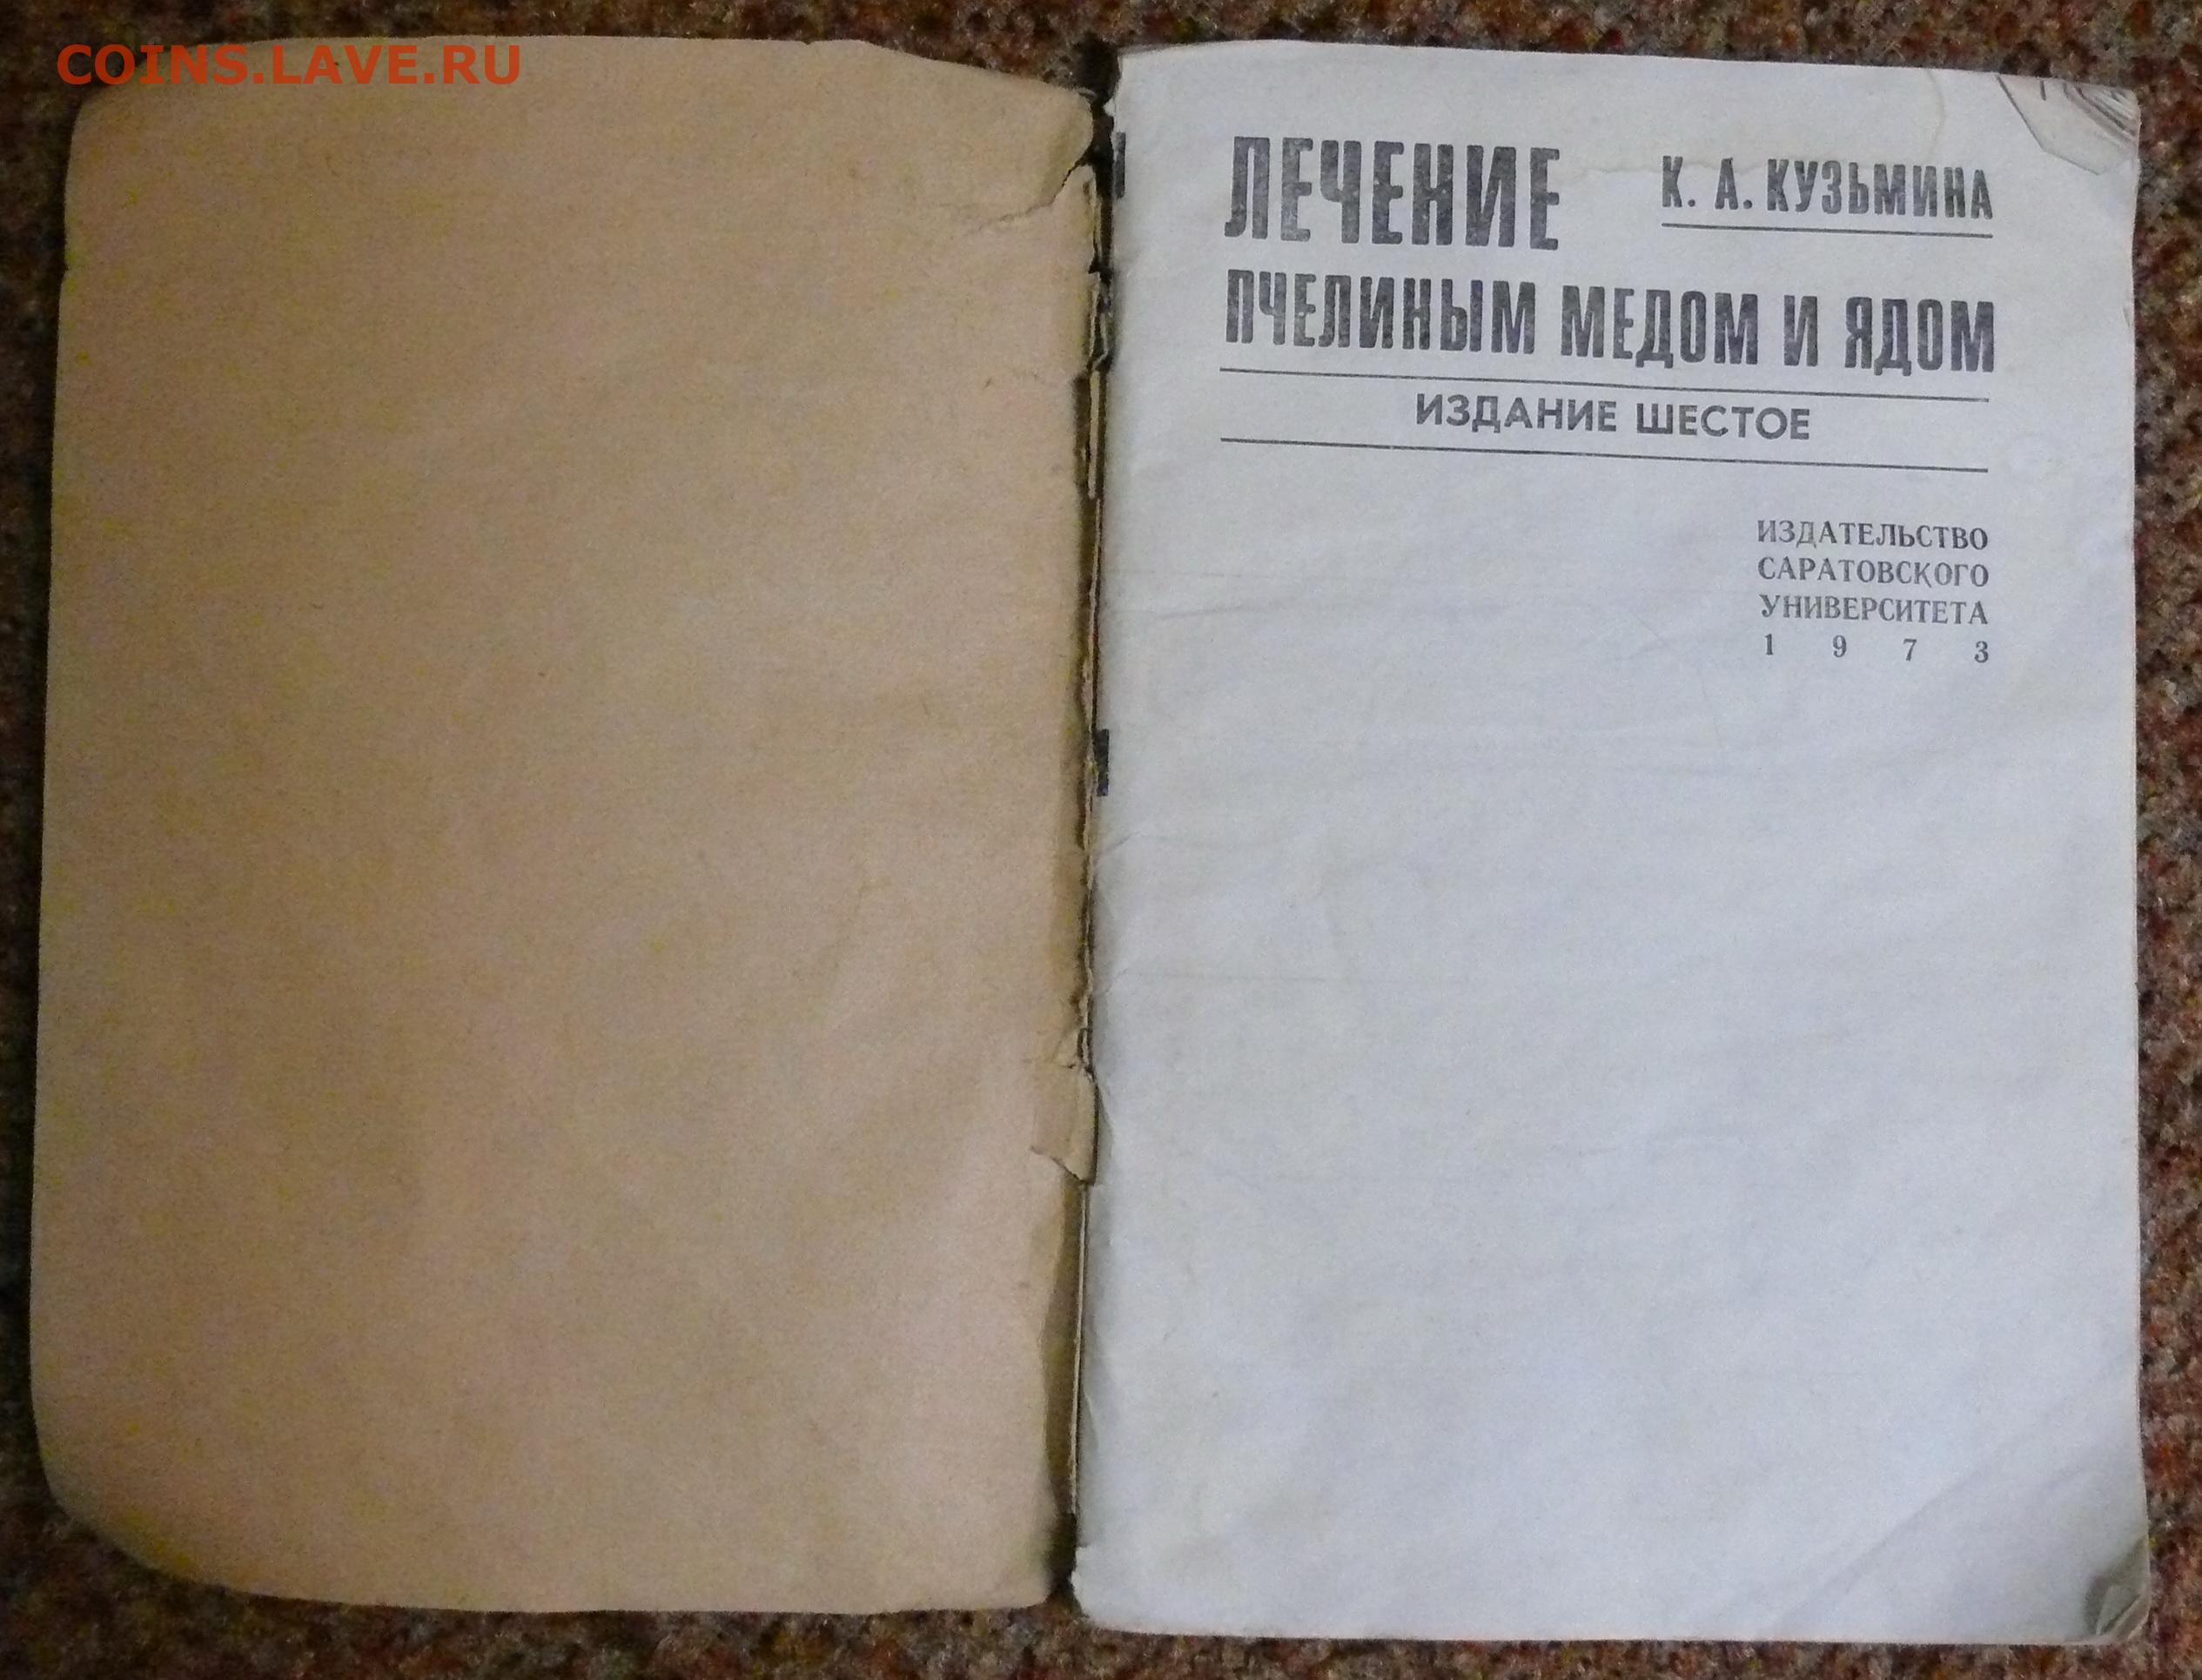 COINS.LAVE.RU
К. А. КУЗЬМИНА
ЛЕЧЕНИЕ
ПЧЕЛИНЫМ МЕДОМ И ЯДОМ
ИЗДАНИЕ ШЕСТОЕ
ИЗДАТЕЛЬСТВО
САРАТОВСКОГО
УНИВЕРСИТЕТА
1 9 7 3